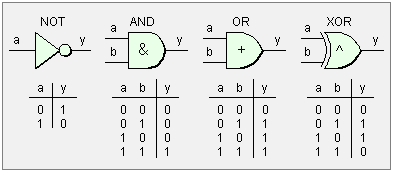 NOT AND OR XOR
a y a y a y a y
b & b + b ^
a y a b y a b y a b y
0 1 0 0 0 0 0 0 0 0 0
1 0 0 1 0 0 1 1 0 1 1
1 0 0 1 0 1 1 0 1
1 1 1 1 1 1 1 1 0